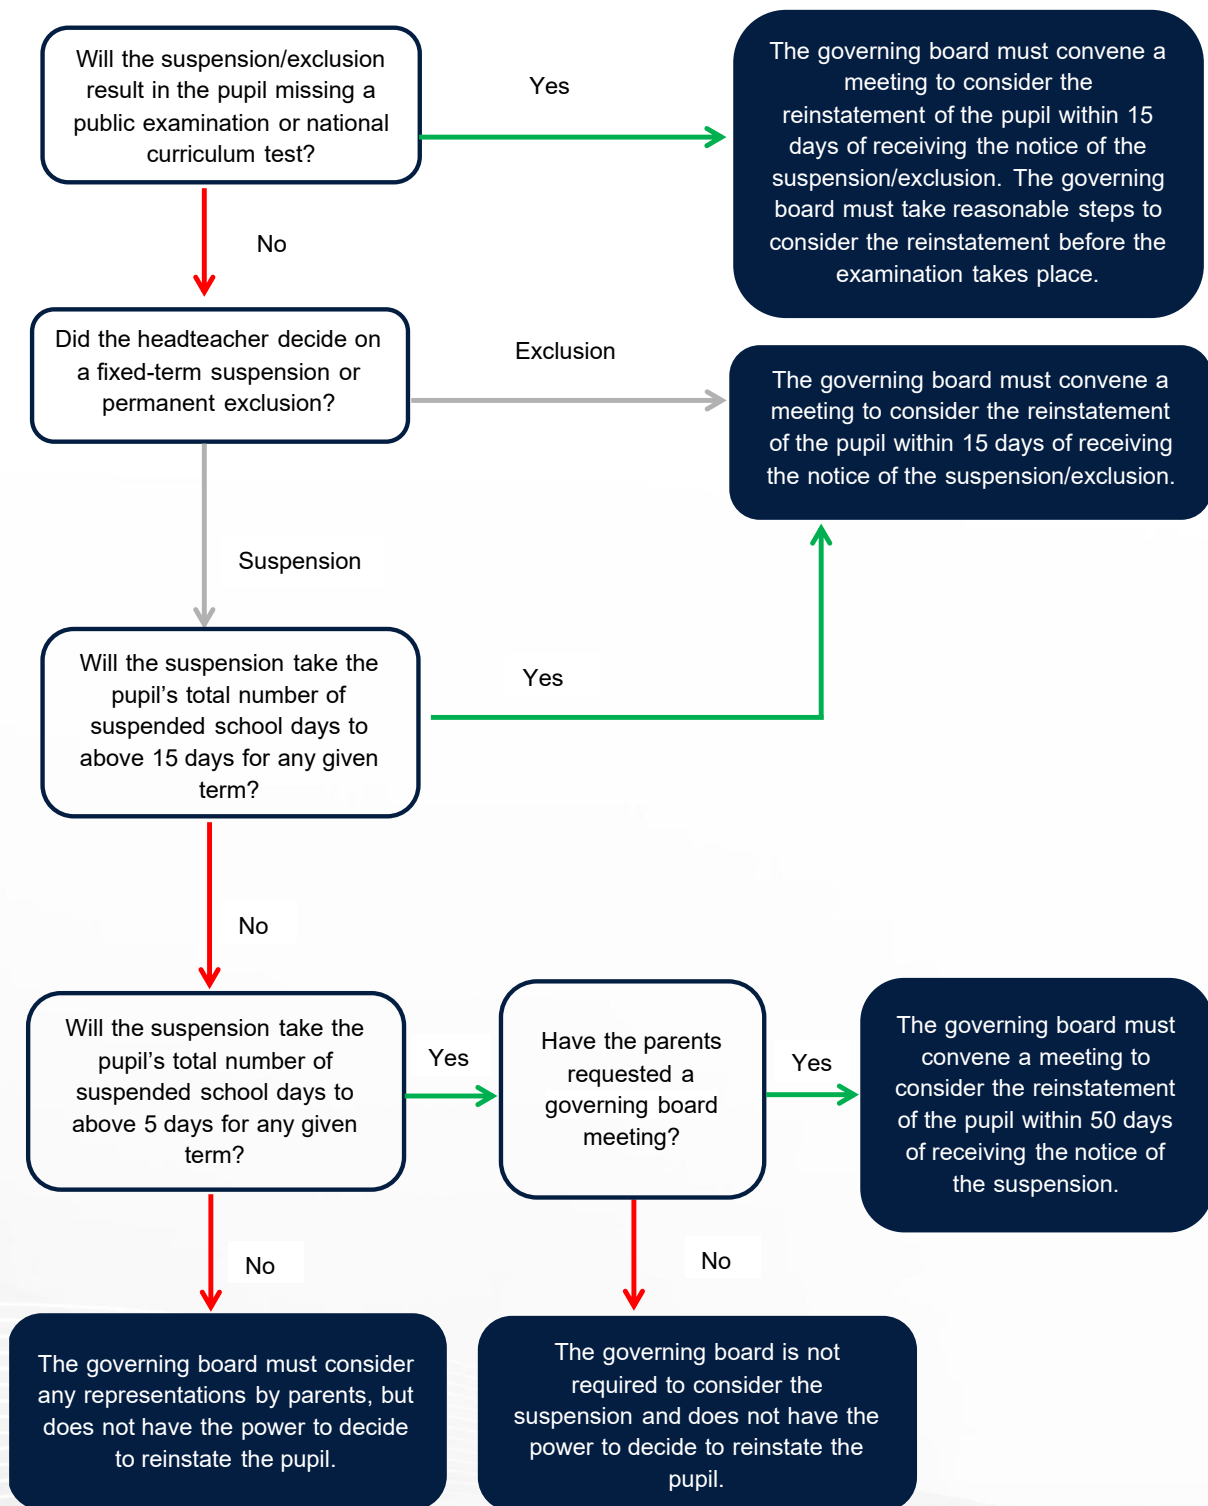 Will the suspension/exclusion
result in the pupil missing a
public examination or national
curriculum test?
Yes
The governing board must convene a
meeting to consider the
reinstatement of the pupil within 15
days of receiving the notice of the
suspension/exclusion. The governing
board must take reasonable steps to
consider the reinstatement before the
examination takes place.
No
Did the headteacher decide on
a fixed-term suspension or
permanent exclusion?
Exclusion
The governing board must convene a
meeting to consider the reinstatement
of the pupil within 15 days of receiving
the notice of the suspension/exclusion.
Suspension
Will the suspension take the
pupil’s total number of
suspended school days to
above 15 days for any given
term?
Yes
No
Will the suspension take the
pupil’s total number of
suspended school days to
above 5 days for any given
term?
Yes
Have the parents
requested a
governing board
meeting?
Yes
The governing board must
convene a meeting to
consider the reinstatement
of the pupil within 50 days
of receiving the notice of
the suspension.
No
No
The governing board must consider
any representations by parents, but
does not have the power to decide
to reinstate the pupil.
The governing board is not
required to consider the
suspension and does not have the
power to decide to reinstate the
pupil.